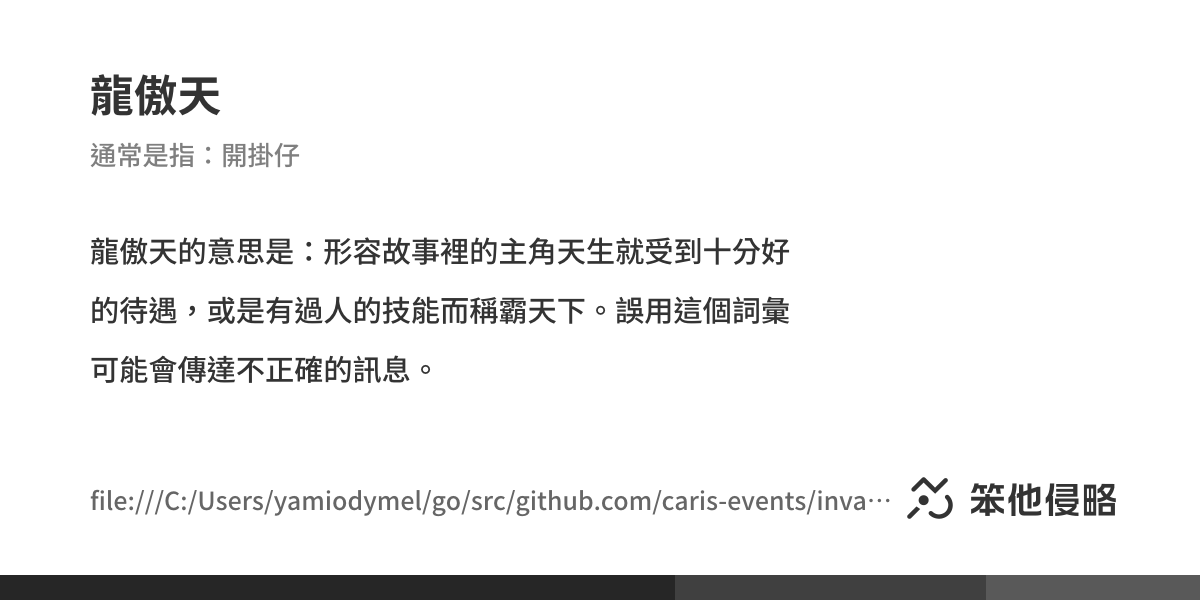 龍傲天
通常是指：開掛仔
龍傲天的意思是：形容故事裡的主角天生就受到十分好
的待遇，或是有過人的技能而稱霸天下。誤用這個詞彙
可能會傳達不正確的訊息。
file:///C:/Users/yamiodymel/go/src/github.com/caris-events/inva…
笨他侵略